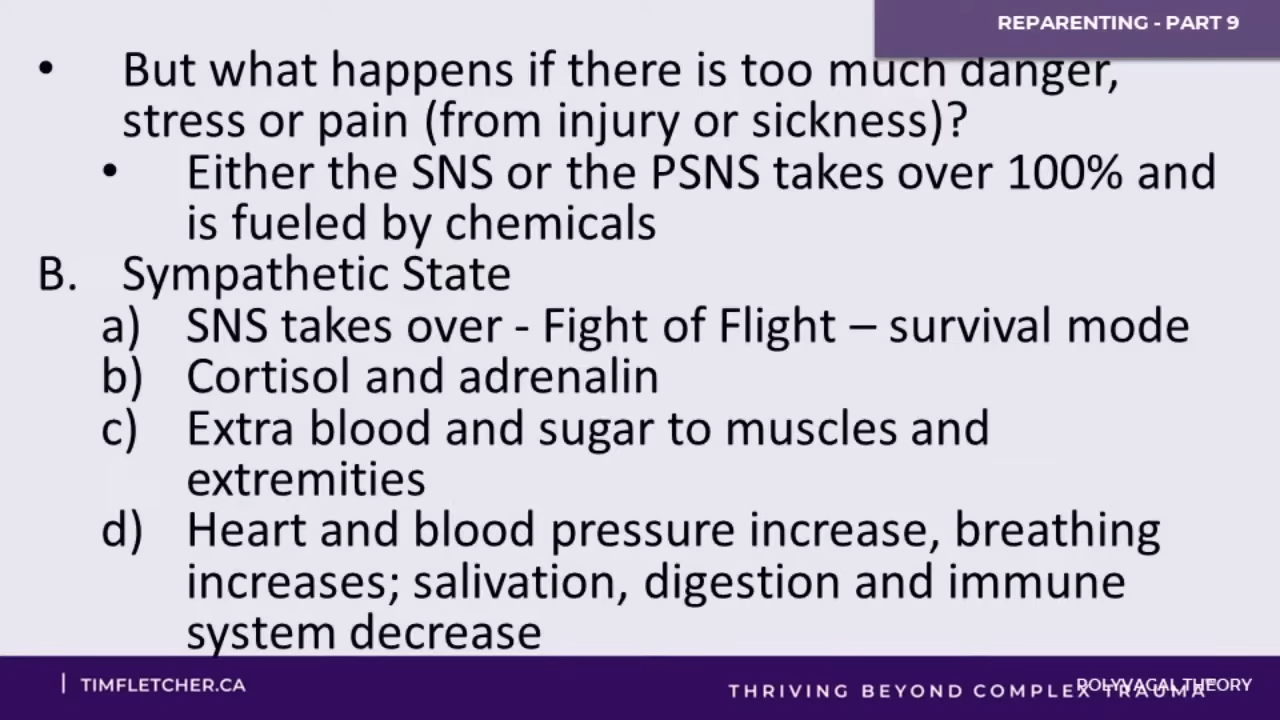 REPARENTING - PART 9
• But what happens if there is too much danger,
stress or pain (from injury or sickness)?
• Either the SNS or the PSNS takes over 100% and
is fueled by chemicals
B. Sympathetic State
a) SNS takes over - Fight of Flight – survival mode
b) Cortisol and adrenalin
c) Extra blood and sugar to muscles and
extremities
d) Heart and blood pressure increase, breathing
increases; salivation, digestion and immune
system decrease
| TIMFLETCHER.CA
THRIVING BEYOND COMPLEX TRAUMA
POLYVAGAL THEORY